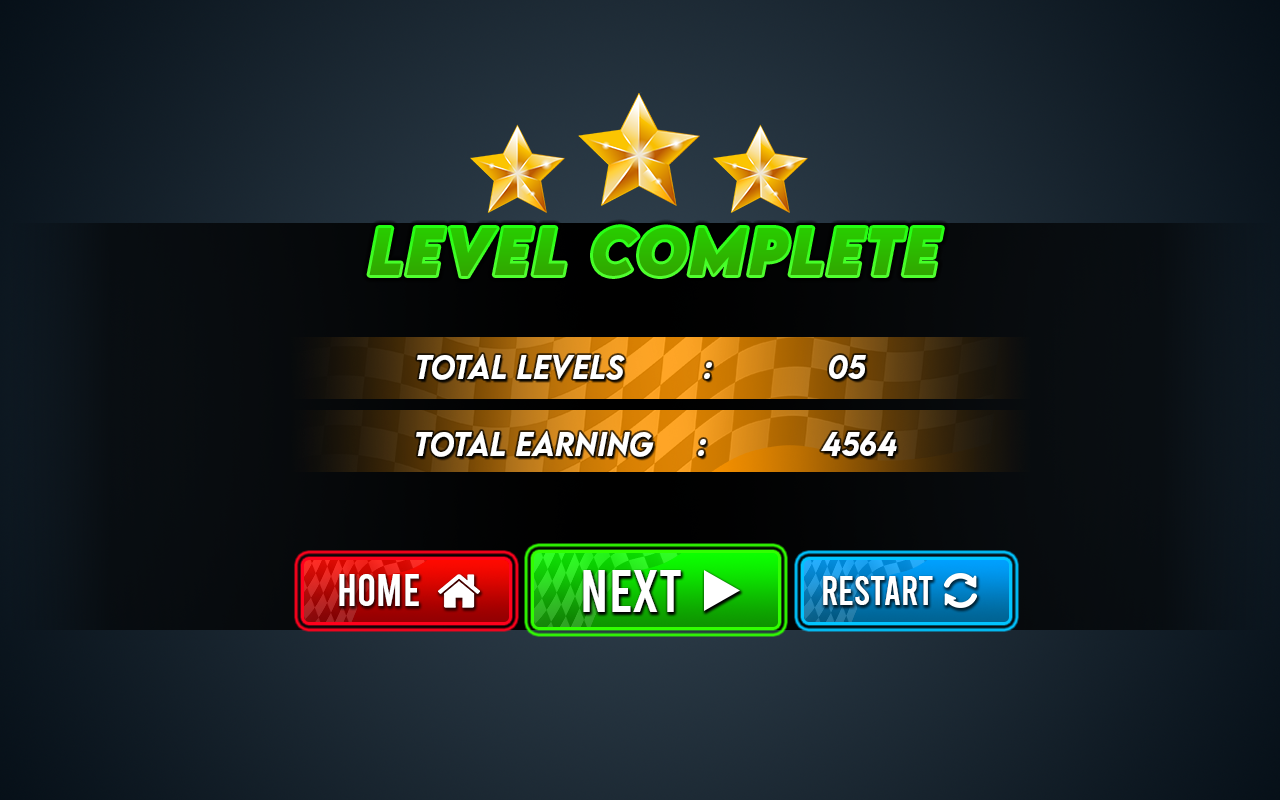 LEVEL COMPLETE
TOTAL LEVELS : 05
TOTAL EARNING : 4564
HOME NEXT RESTART